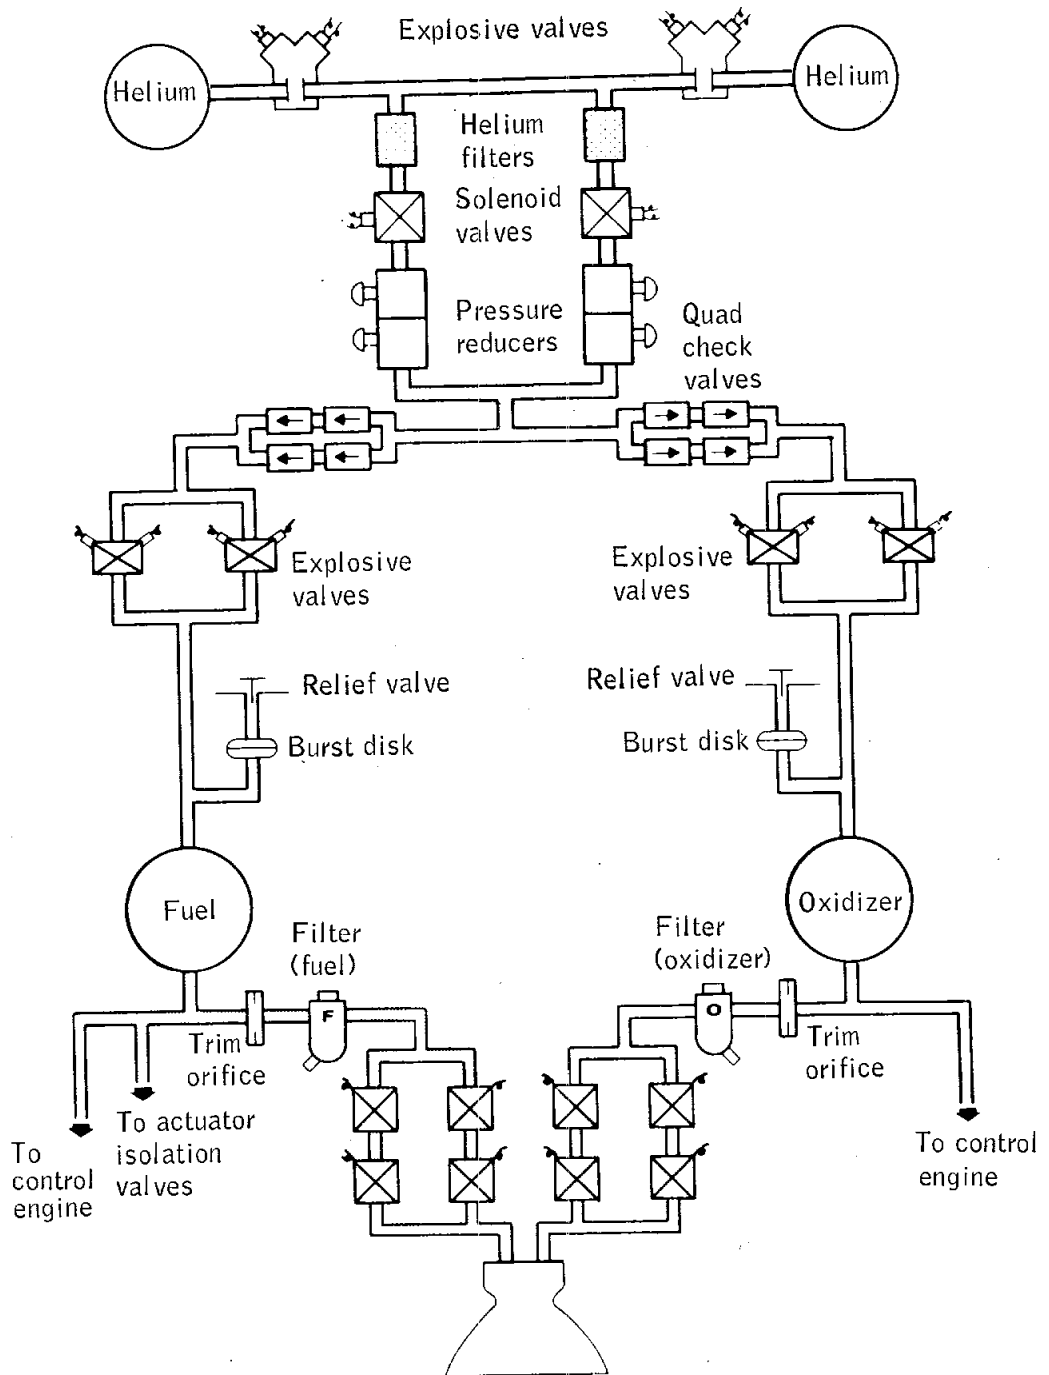 Explosive valves
Helium
Helium
Helium
filters
Solenoid
valves
Pressure
reducers
Quad
check
valves
Explosive
valves
Explosive
valves
Relief valve
Relief valve
Burst disk
Burst disk
Fuel
Oxidizer
Filter
(fuel)
Filter
(oxidizer)
F
O
Trim
orifice
Trim
orifice
To
control
engine
To actuator
isolation
valves
To control
engine